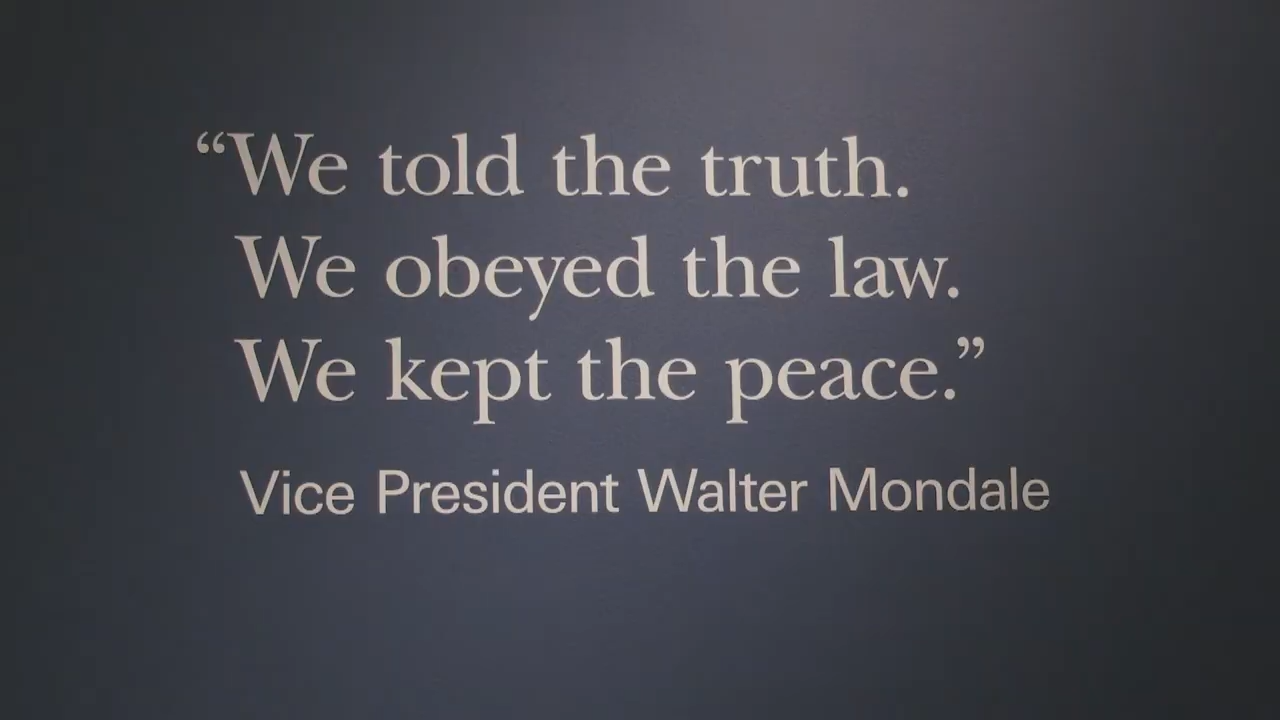 “We told the truth.
We obeyed the law.
We kept the peace.”
Vice President Walter Mondale